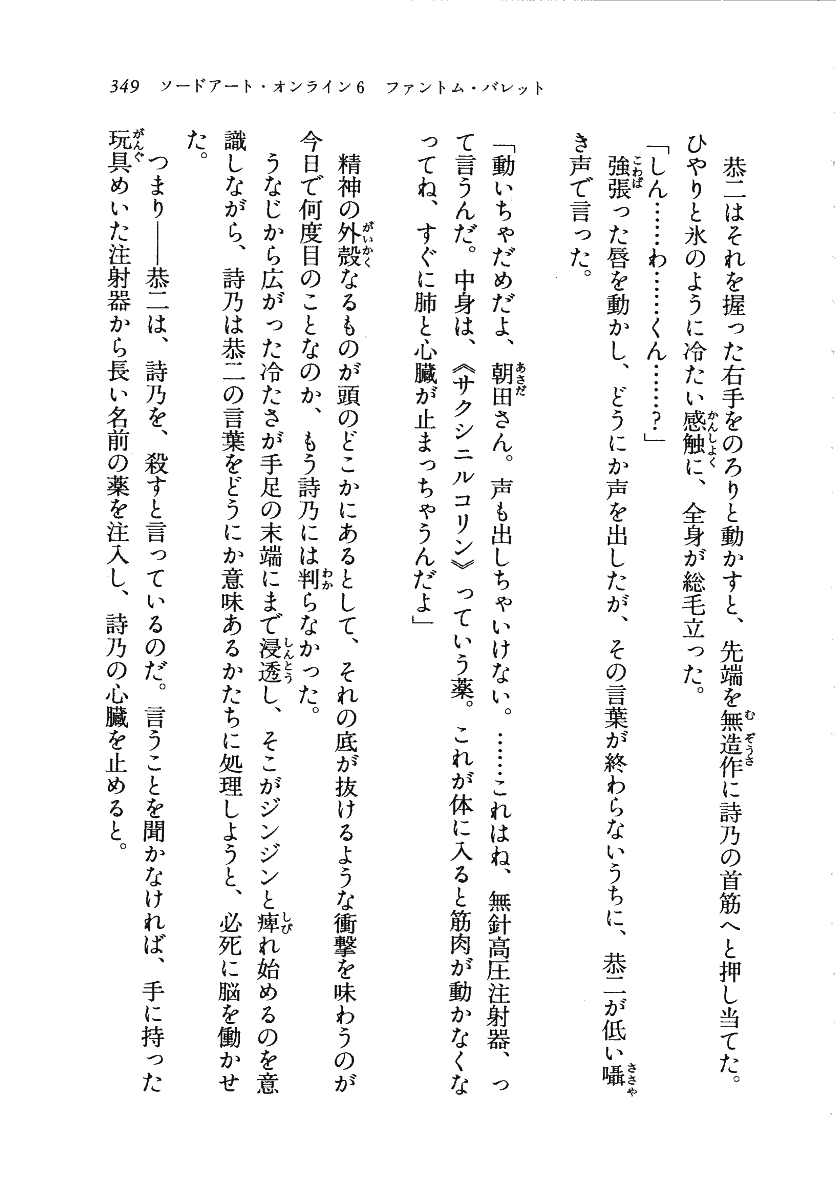 349 ソードアート・オンライン6 ファントム・バレット
恭二はそれを握った右手をのろりと動かすと、先端を無造作に詩乃の首筋へと押し当てた。
ひやりと氷のように冷たい感触に、全身が総毛立った。
「しん……わ……くん……?」
強張った唇を動かし、どうにか声を出したが、その言葉が終わらないうちに、恭二が低い囁
き声で言った。
「動いちゃだめだよ、朝田さん。声も出しちゃいけない。……これはね、無針高圧注射器、っ
て言うんだ。中身は、《サクシニルコリン》っていう薬。これが体に入ると筋肉が動かなくな
ってね、すぐに肺と心臓が止まっちゃうんだよ」
精神の外殻なるものが頭のどこかにあるとして、それの底が抜けるような衝撃を味わうのが
今日で何度目のことなのか、もう詩乃には判らなかった。
うなじから広がった冷たさが手足の末端にまで浸透し、そこがジンジンと痺れ始めるのを意
識しながら、詩乃は恭二の言葉をどうにか意味あるかたちに処理しようと、必死に脳を働かせ
た。
つまり――恭二は、詩乃を、殺すと言っているのだ。言うことを聞かなければ、手に持った
玩具めいた注射器から長い名前の薬を注入し、詩乃の心臓を止めると。